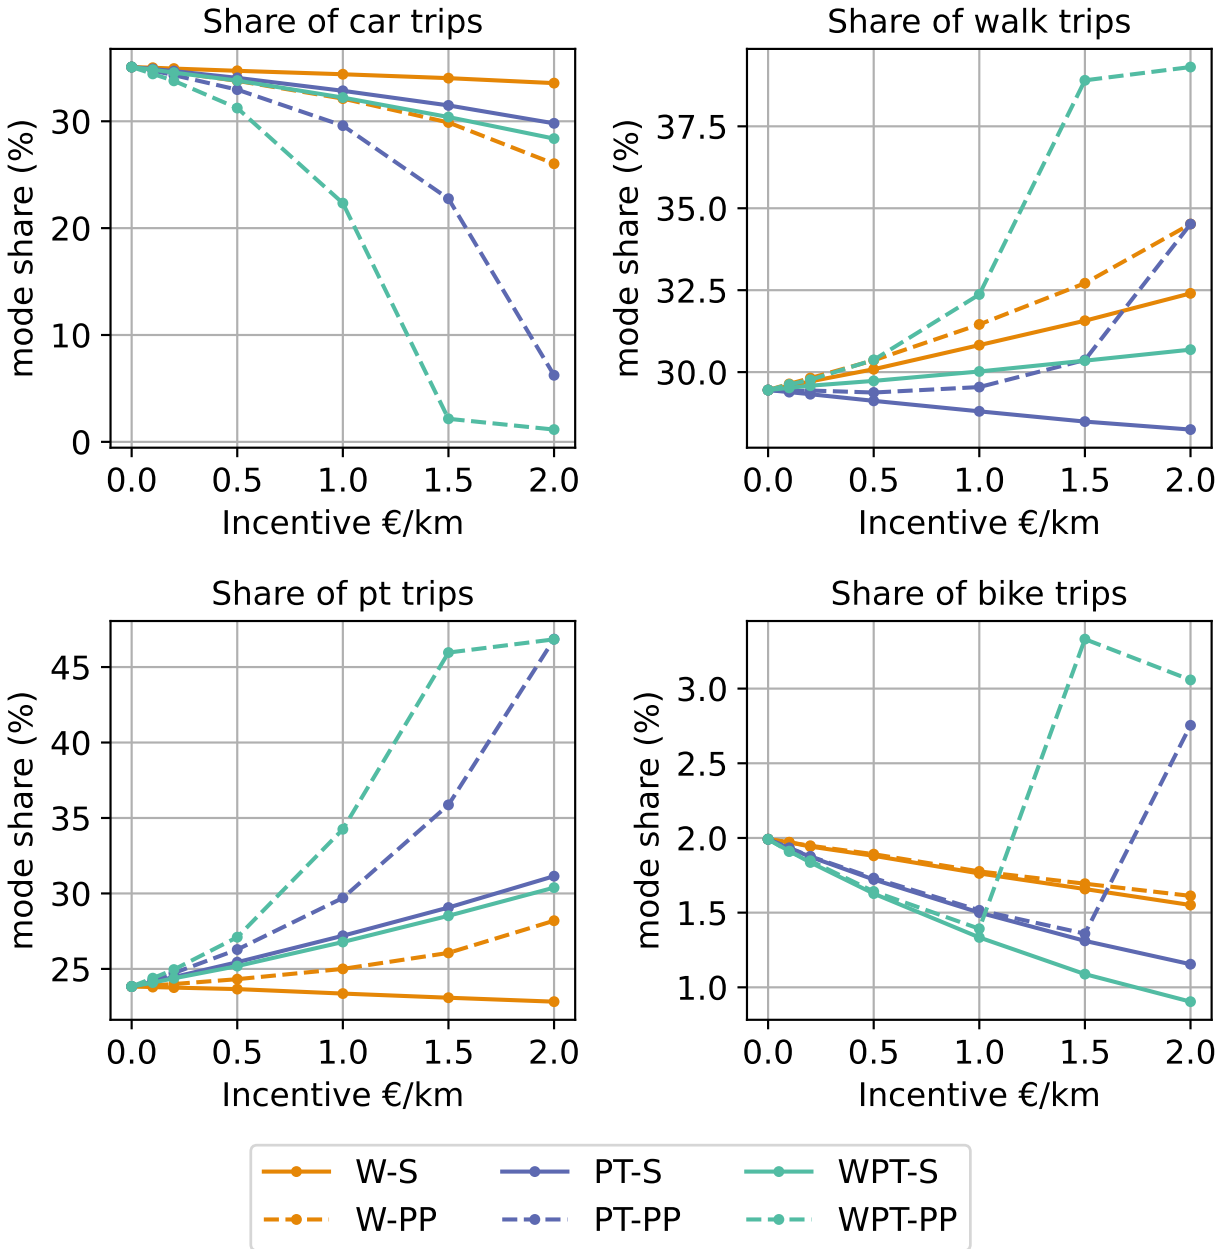 Share of car trips
Share of walk trips
mode share (%)
30
20
10
0
0.0 0.5 1.0 1.5 2.0
Incentive €/km
mode share (%)
37.5
35.0
32.5
30.0
0.0 0.5 1.0 1.5 2.0
Incentive €/km
Share of pt trips
Share of bike trips
mode share (%)
45
40
35
30
25
0.0 0.5 1.0 1.5 2.0
Incentive €/km
mode share (%)
3.0
2.5
2.0
1.5
1.0
0.0 0.5 1.0 1.5 2.0
Incentive €/km
W-S PT-S WPT-S
W-PP PT-PP WPT-PP